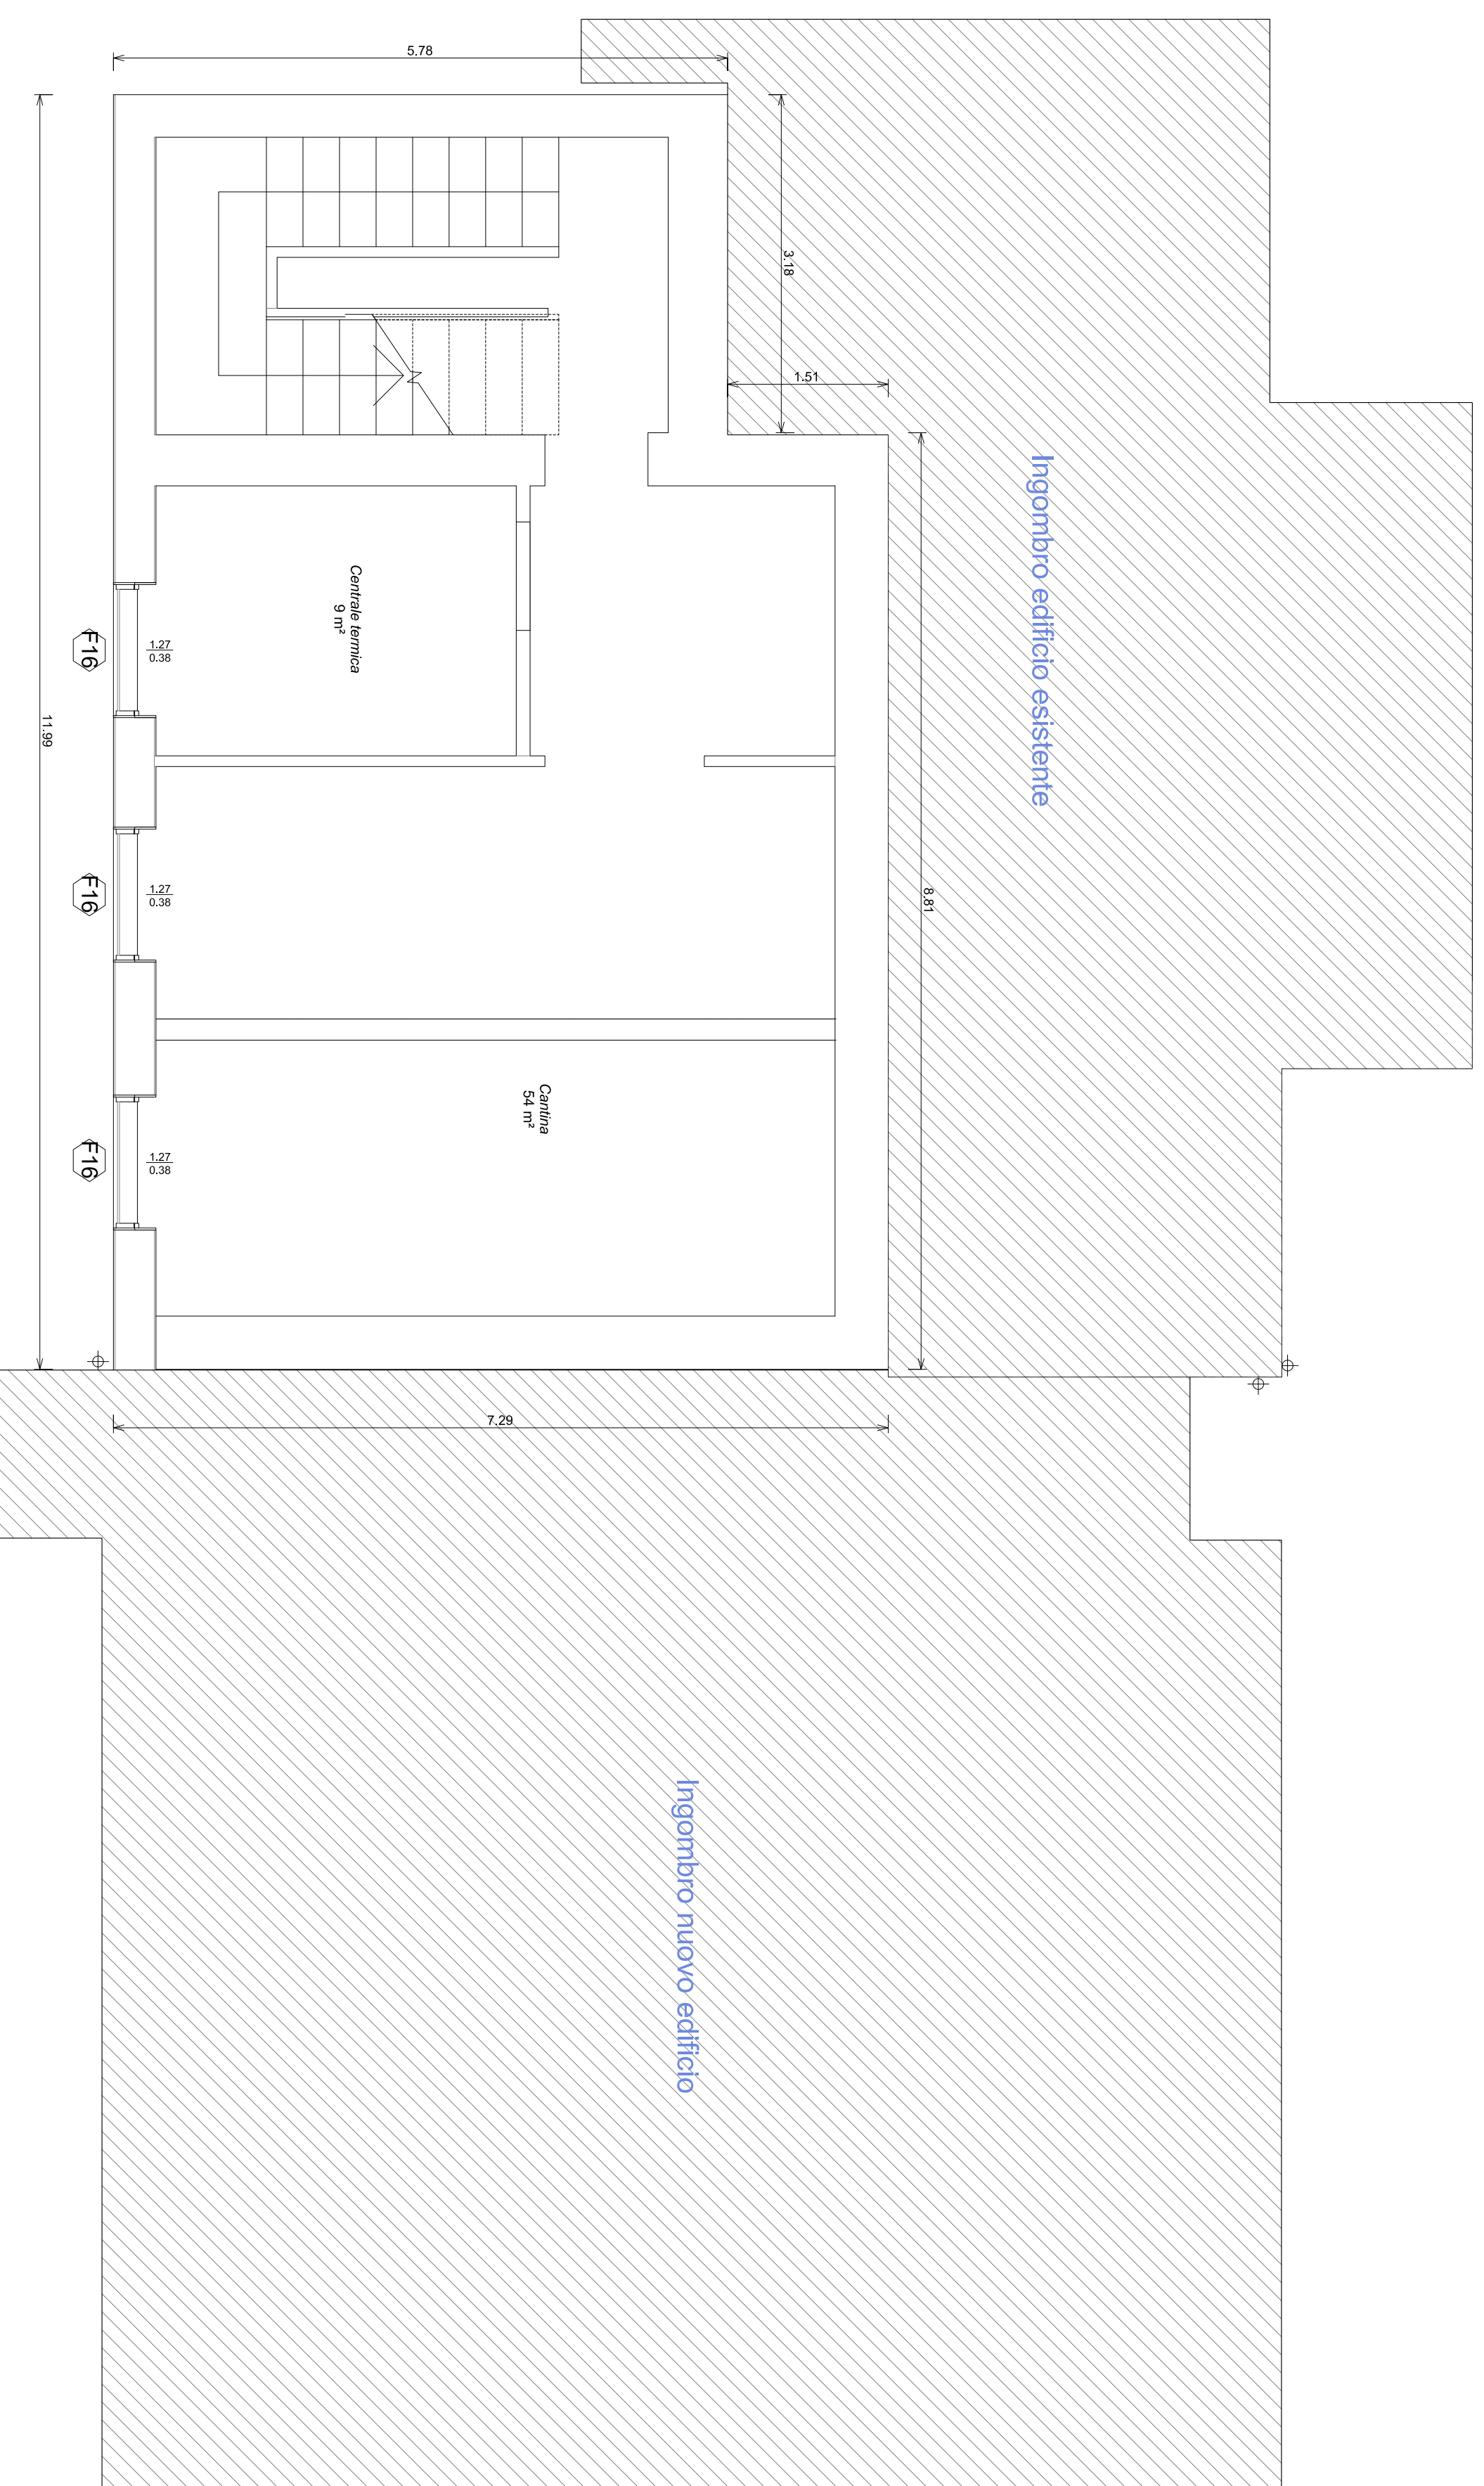 5.78
3.18
1.51
Ingombro edificio esistente
Centrale termica
9 m²
F16
1.27
0.38
11.99
F16
1.27
0.38
8.81
Cantina
54 m²
F16
1.27
0.38
7.29
Ingombro nuovo edificio